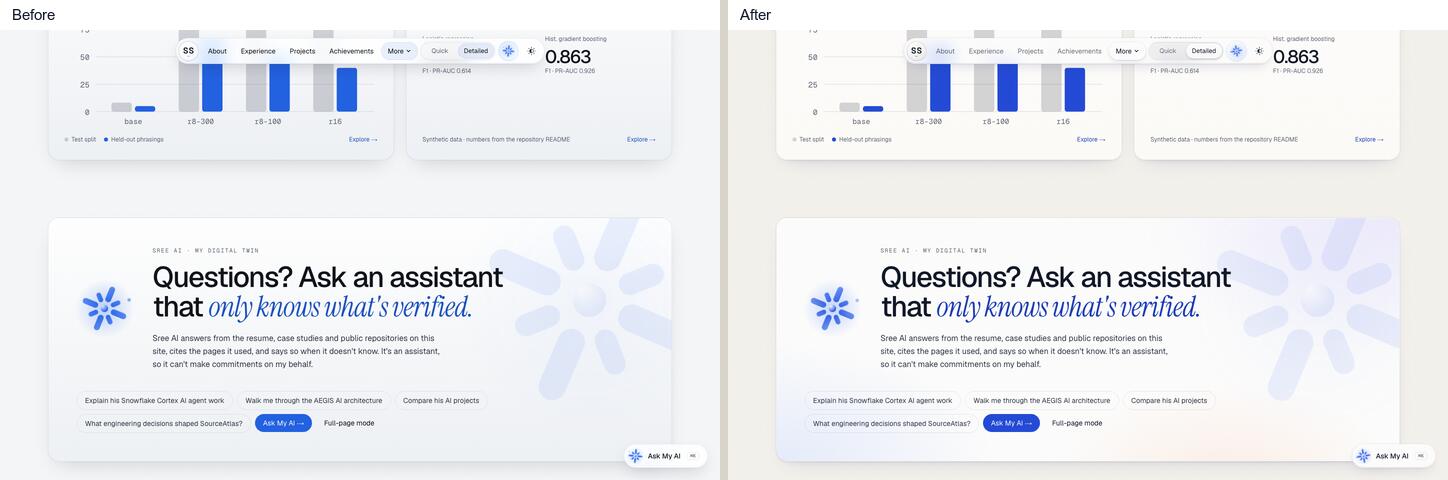 Before
75
SS About Experience Projects Achievements More Quick Detailed
50
25
0
base r8-300 r8-100 r16
Test split Held-out phrasings Explore →
Hist. gradient boosting
0.863
F1 · PR-AUC 0.614 F1 · PR-AUC 0.926
Synthetic data · numbers from the repository README Explore →
SREE AI · MY DIGITAL TWIN
Questions? Ask an assistant
that only knows what's verified.
Sree AI answers from the resume, case studies and public repositories on this
site, cites the pages it used, and says so when it doesn't know. It's an assistant,
so it can't make commitments on my behalf.
Explain his Snowflake Cortex AI agent work Walk me through the AEGIS AI architecture Compare his AI projects
What engineering decisions shaped SourceAtlas? Ask My AI → Full-page mode
Ask My AI
After
75
SS About Experience Projects Achievements More Quick Detailed
50
25
0
base r8-300 r8-100 r16
Test split Held-out phrasings Explore →
Hist. gradient boosting
0.863
F1 · PR-AUC 0.614 F1 · PR-AUC 0.926
Synthetic data · numbers from the repository README Explore →
SREE AI · MY DIGITAL TWIN
Questions? Ask an assistant
that only knows what's verified.
Sree AI answers from the resume, case studies and public repositories on this
site, cites the pages it used, and says so when it doesn't know. It's an assistant,
so it can't make commitments on my behalf.
Explain his Snowflake Cortex AI agent work Walk me through the AEGIS AI architecture Compare his AI projects
What engineering decisions shaped SourceAtlas? Ask My AI → Full-page mode
Ask My AI